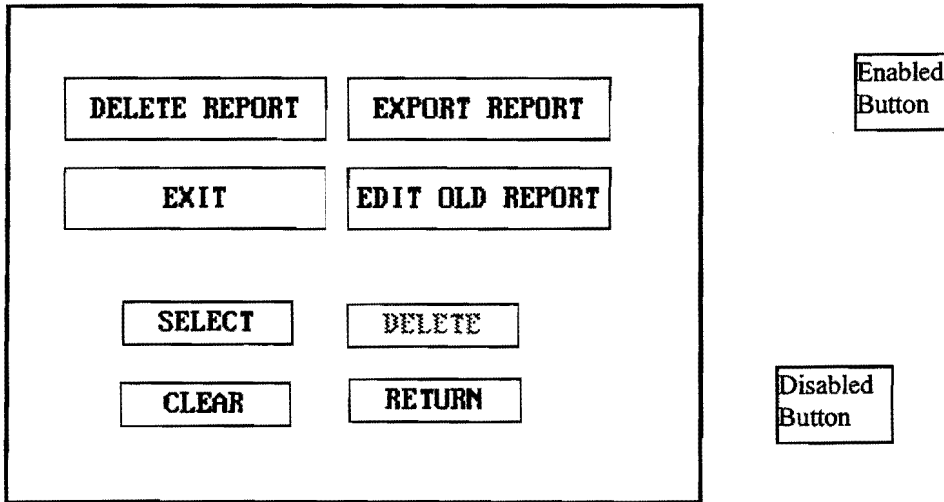 DELETE REPORT
EXPORT REPORT
EXIT
EDIT OLD REPORT
SELECT
DELETE
CLEAR
RETURN
Enabled
Button
Disabled
Button